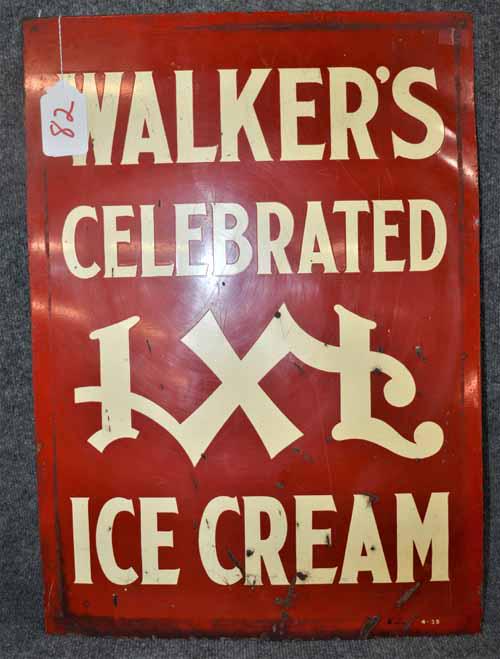 82
WALKER'S
CELEBRATED
IXL
ICE CREAM